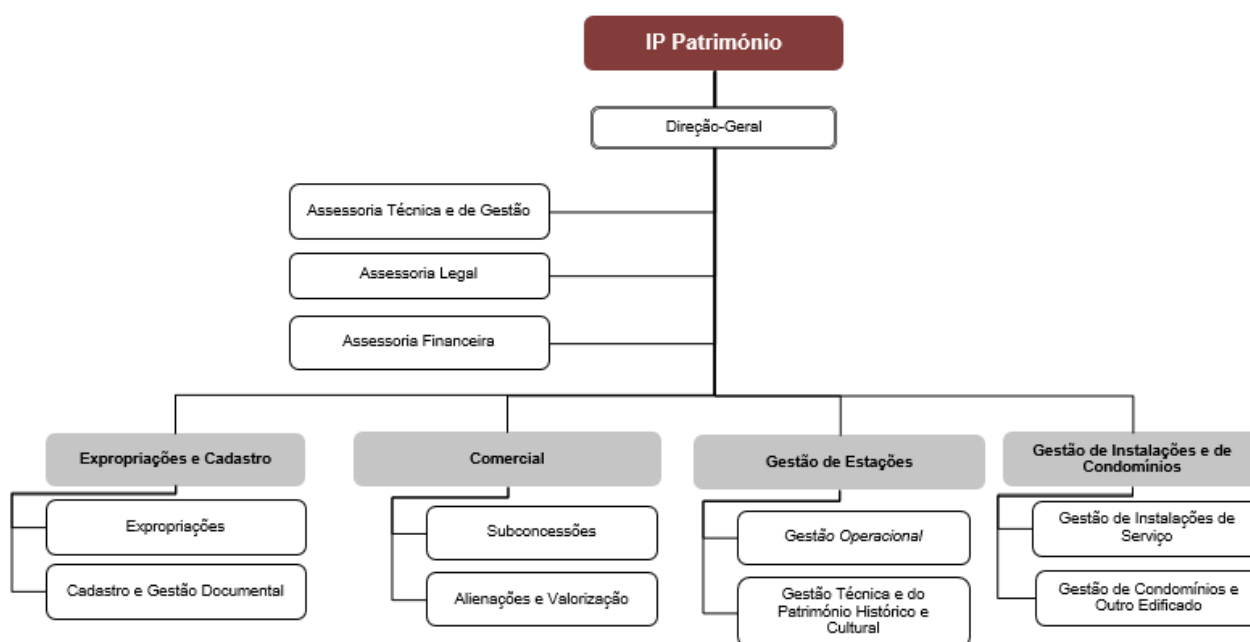 IP Património
Direção-Geral
Assessoria Técnica e de Gestão
Assessoria Legal
Assessoria Financeira
Expropriações e Cadastro
Expropriações
Cadastro e Gestão Documental
Comercial
Subconcessões
Alienações e Valorização
Gestão de Estações
Gestão Operacional
Gestão Técnica e do
Património Histórico e
Cultural
Gestão de Instalações e de
Condomínios
Gestão de Instalações de
Serviço
Gestão de Condomínios e
Outro Edificado